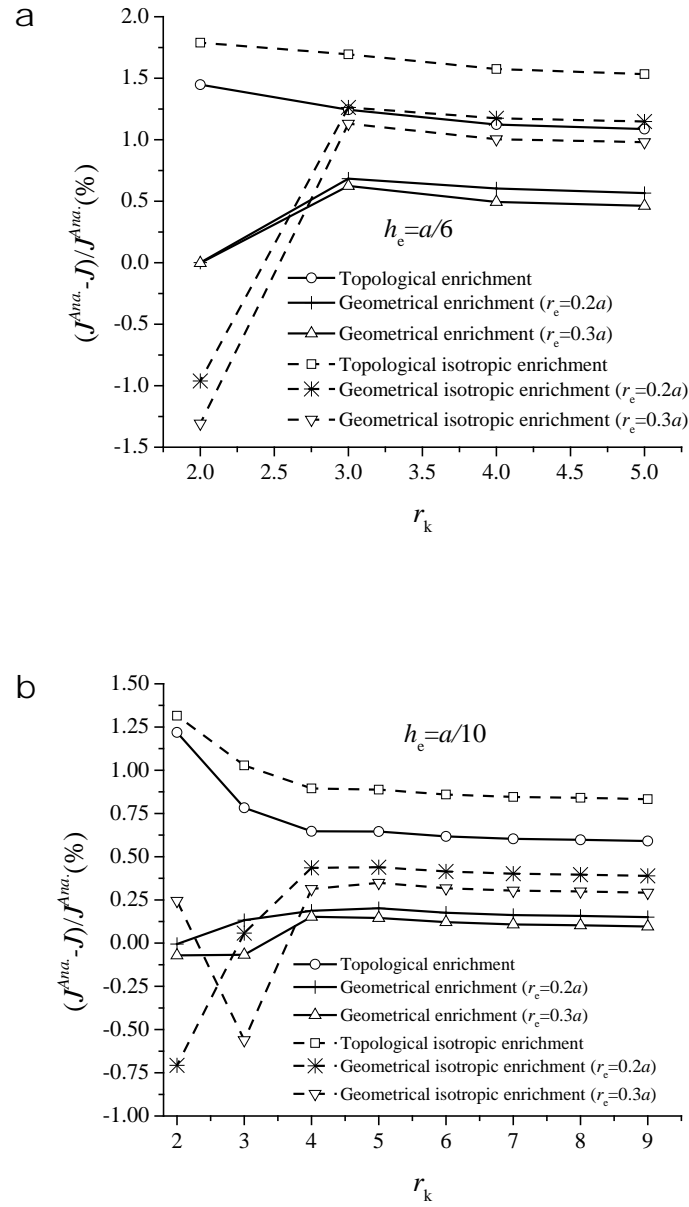 a
2.0
1.5
1.0
0.5
0.0
-0.5
-1.0
-1.5
(J^Ana.-J)/J^Ana.(%)
h_e=a/6
Topological enrichment
Geometrical enrichment (r_e=0.2a)
Geometrical enrichment (r_e=0.3a)
Topological isotropic enrichment
Geometrical isotropic enrichment (r_e=0.2a)
Geometrical isotropic enrichment (r_e=0.3a)
2.0 2.5 3.0 3.5 4.0 4.5 5.0
r_k
b
1.50
1.25
1.00
0.75
0.50
0.25
0.00
-0.25
-0.50
-0.75
-1.00
(J^Ana.-J)/J^Ana.(%)
h_e=a/10
Topological enrichment
Geometrical enrichment (r_e=0.2a)
Geometrical enrichment (r_e=0.3a)
Topological isotropic enrichment
Geometrical isotropic enrichment (r_e=0.2a)
Geometrical isotropic enrichment (r_e=0.3a)
2 3 4 5 6 7 8 9
r_k